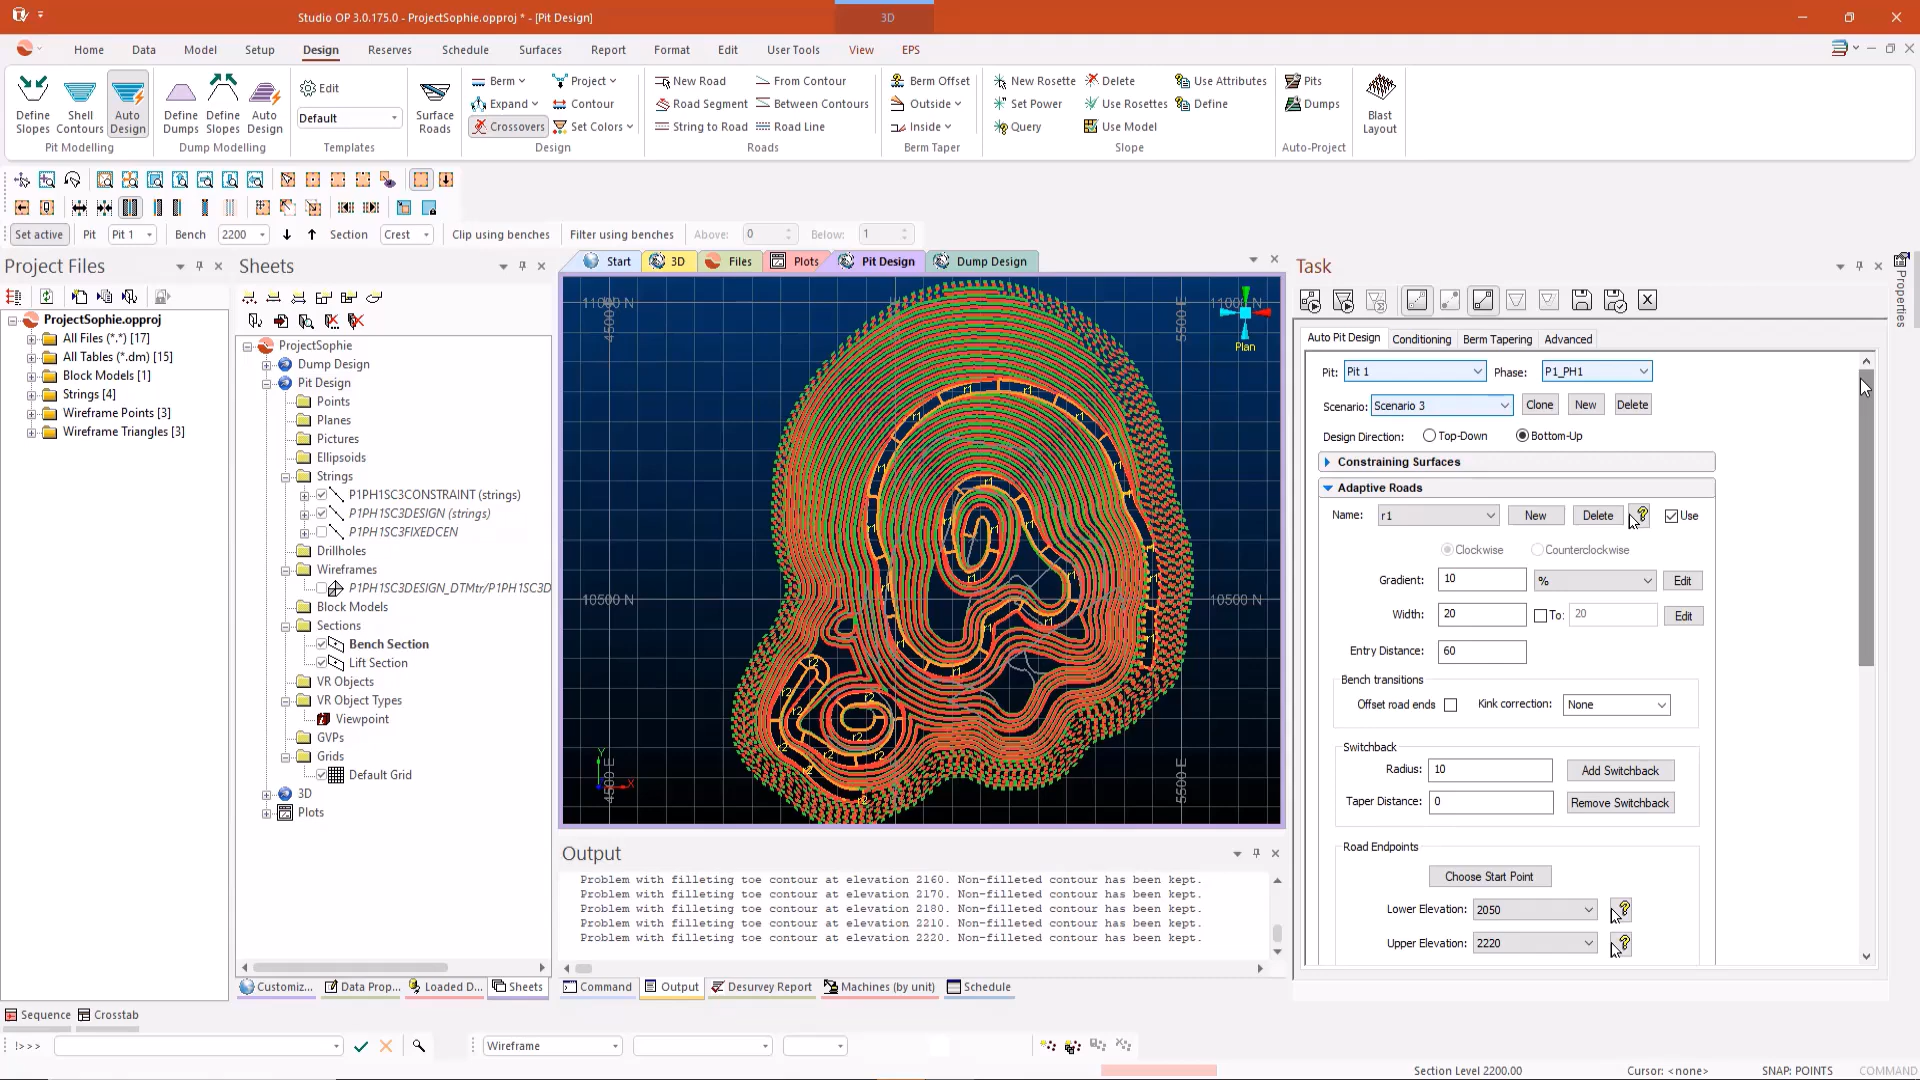 Studio OP 3.0.175.0 - ProjectSophie.opproj * - [Pit Design]
3D
Home Data Model Setup Design Reserves Schedule Surfaces Report Format Edit User Tools View EPS
Define Slopes
Shell Contours
Auto Design
Pit Modelling
Define Dumps
Define Slopes
Auto Design
Dump Modelling
Edit
Default
Templates
Surface Roads
Berm
Project
Expand
Contour
Crossovers
Set Colors
Design
New Road
From Contour
Road Segment
Between Contours
String to Road
Road Line
Roads
Berm Offset
Outside
Inside
Berm Taper
New Rosette
Delete
Use Attributes
Set Power
Use Rosettes
Define
Query
Use Model
Slope
Pits
Dumps
Auto-Project
Blast Layout
Set active Pit Pit 1 Bench 2200 Section Crest Clip using benches Filter using benches Above: 0 Below: 1
Project Files
ProjectSophie.opproj
All Files (*.*) [17]
All Tables (*.dm) [15]
Block Models [1]
Strings [4]
Wireframe Points [3]
Wireframe Triangles [3]
Sheets
ProjectSophie
Dump Design
Pit Design
Points
Planes
Pictures
Ellipsoids
Strings
P1PH1SC3CONSTRAINT (strings)
P1PH1SC3DESIGN (strings)
P1PH1SC3FIXEDCEN
Drillholes
Wireframes
P1PH1SC3DESIGN_DTMtr/P1PH1SC3D
Block Models
Sections
Bench Section
Lift Section
VR Objects
VR Object Types
Viewpoint
GVPs
Grids
Default Grid
3D
Plots
Customiz... Data Prop... Loaded D... Sheets
Start 3D Files Plots Pit Design Dump Design
11000 N
4500 E
5500 E
11000 N
Plan
10500 N
10500 N
r1
r2
Y
X
4500 E
5500 E
Output
Problem with filleting toe contour at elevation 2160. Non-filleted contour has been kept.
Problem with filleting toe contour at elevation 2170. Non-filleted contour has been kept.
Problem with filleting toe contour at elevation 2180. Non-filleted contour has been kept.
Problem with filleting toe contour at elevation 2210. Non-filleted contour has been kept.
Problem with filleting toe contour at elevation 2220. Non-filleted contour has been kept.
Command Output Desurvey Report Machines (by unit) Schedule
Task
Properties
Auto Pit Design Conditioning Berm Tapering Advanced
Pit: Pit 1 Phase: P1_PH1
Scenario: Scenario 3 Clone New Delete
Design Direction: Top-Down Bottom-Up
Constraining Surfaces
Adaptive Roads
Name: r1 New Delete ? Use
Clockwise Counterclockwise
Gradient: 10 % Edit
Width: 20 To: 20 Edit
Entry Distance: 60
Bench transitions
Offset road ends Kink correction: None
Switchback
Radius: 10 Add Switchback
Taper Distance: 0 Remove Switchback
Road Endpoints
Choose Start Point
Lower Elevation: 2050 ?
Upper Elevation: 2220 ?
Sequence Crosstab
!>>>
Wireframe
Section Level 2200.00 Cursor: <none> SNAP: POINTS COMMAND